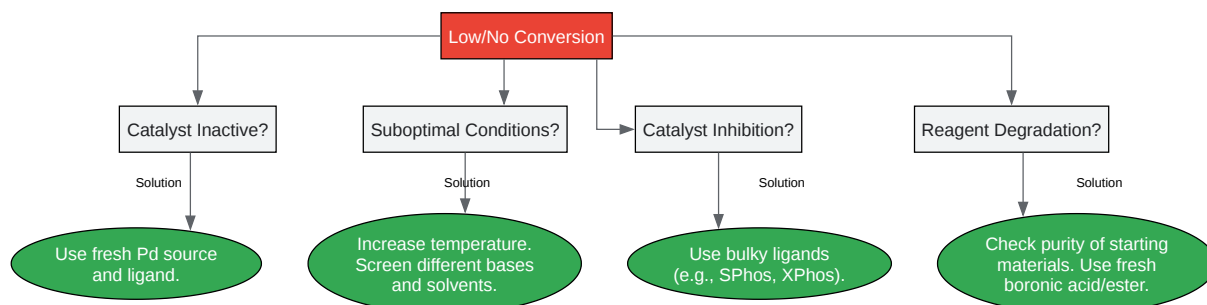 Low/No Conversion
Catalyst Inactive?
Suboptimal Conditions?
Catalyst Inhibition?
Reagent Degradation?
Solution
Solution
Solution
Solution
Use fresh Pd source
and ligand.
Increase temperature.
Screen different bases
and solvents.
Use bulky ligands
(e.g., SPhos, XPhos).
Check purity of starting
materials. Use fresh
boronic acid/ester.